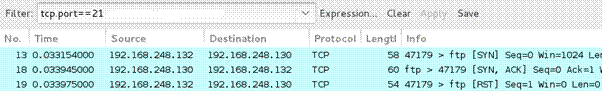 Filter: tcp.port==21 Expression... Clear Apply Save
No. Time Source Destination Protocol Lengtl Info
13 0.033154000 192.168.248.132 192.168.248.130 TCP 58 47179 > ftp [SYN] Seq=0 Win=1024 Len
18 0.033945000 192.168.248.130 192.168.248.132 TCP 60 ftp > 47179 [SYN, ACK] Seq=0 Ack=1 W
19 0.033975000 192.168.248.132 192.168.248.130 TCP 54 47179 > ftp [RST] Seq=1 Win=0 Len=0